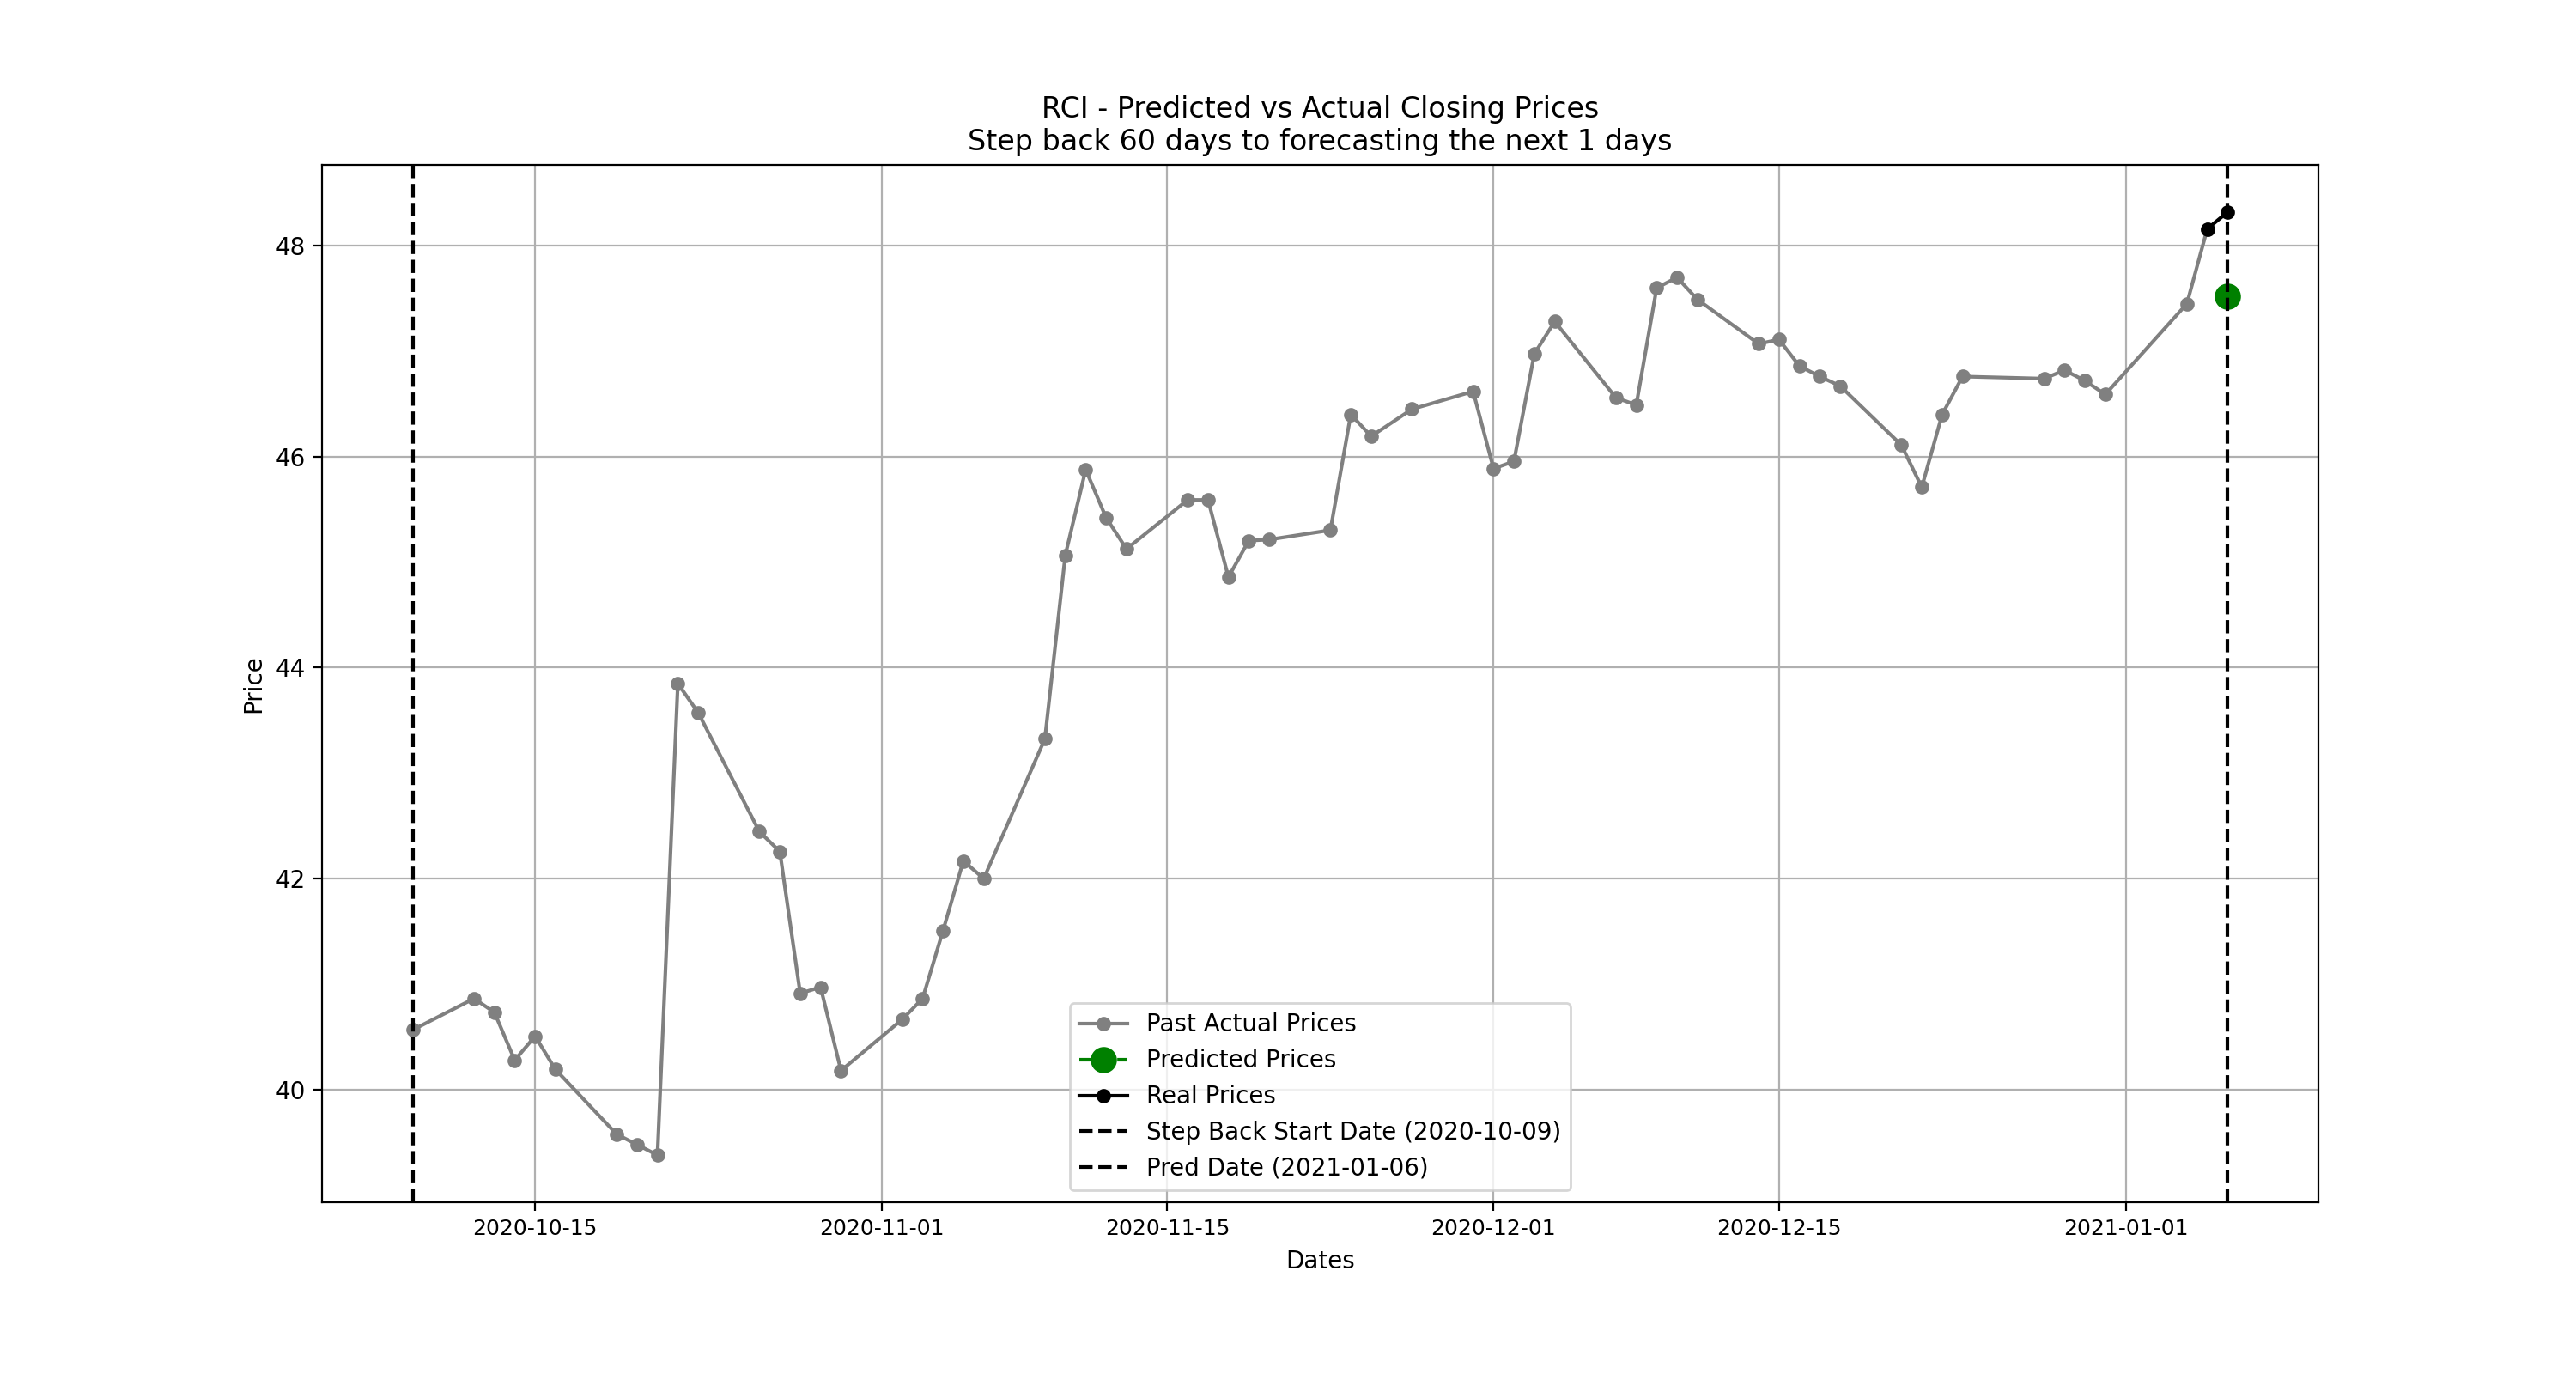 RCI - Predicted vs Actual Closing Prices
Step back 60 days to forecasting the next 1 days
Price
48
46
44
42
40
Past Actual Prices
Predicted Prices
Real Prices
Step Back Start Date (2020-10-09)
Pred Date (2021-01-06)
2020-10-15 2020-11-01 2020-11-15 2020-12-01 2020-12-15 2021-01-01
Dates